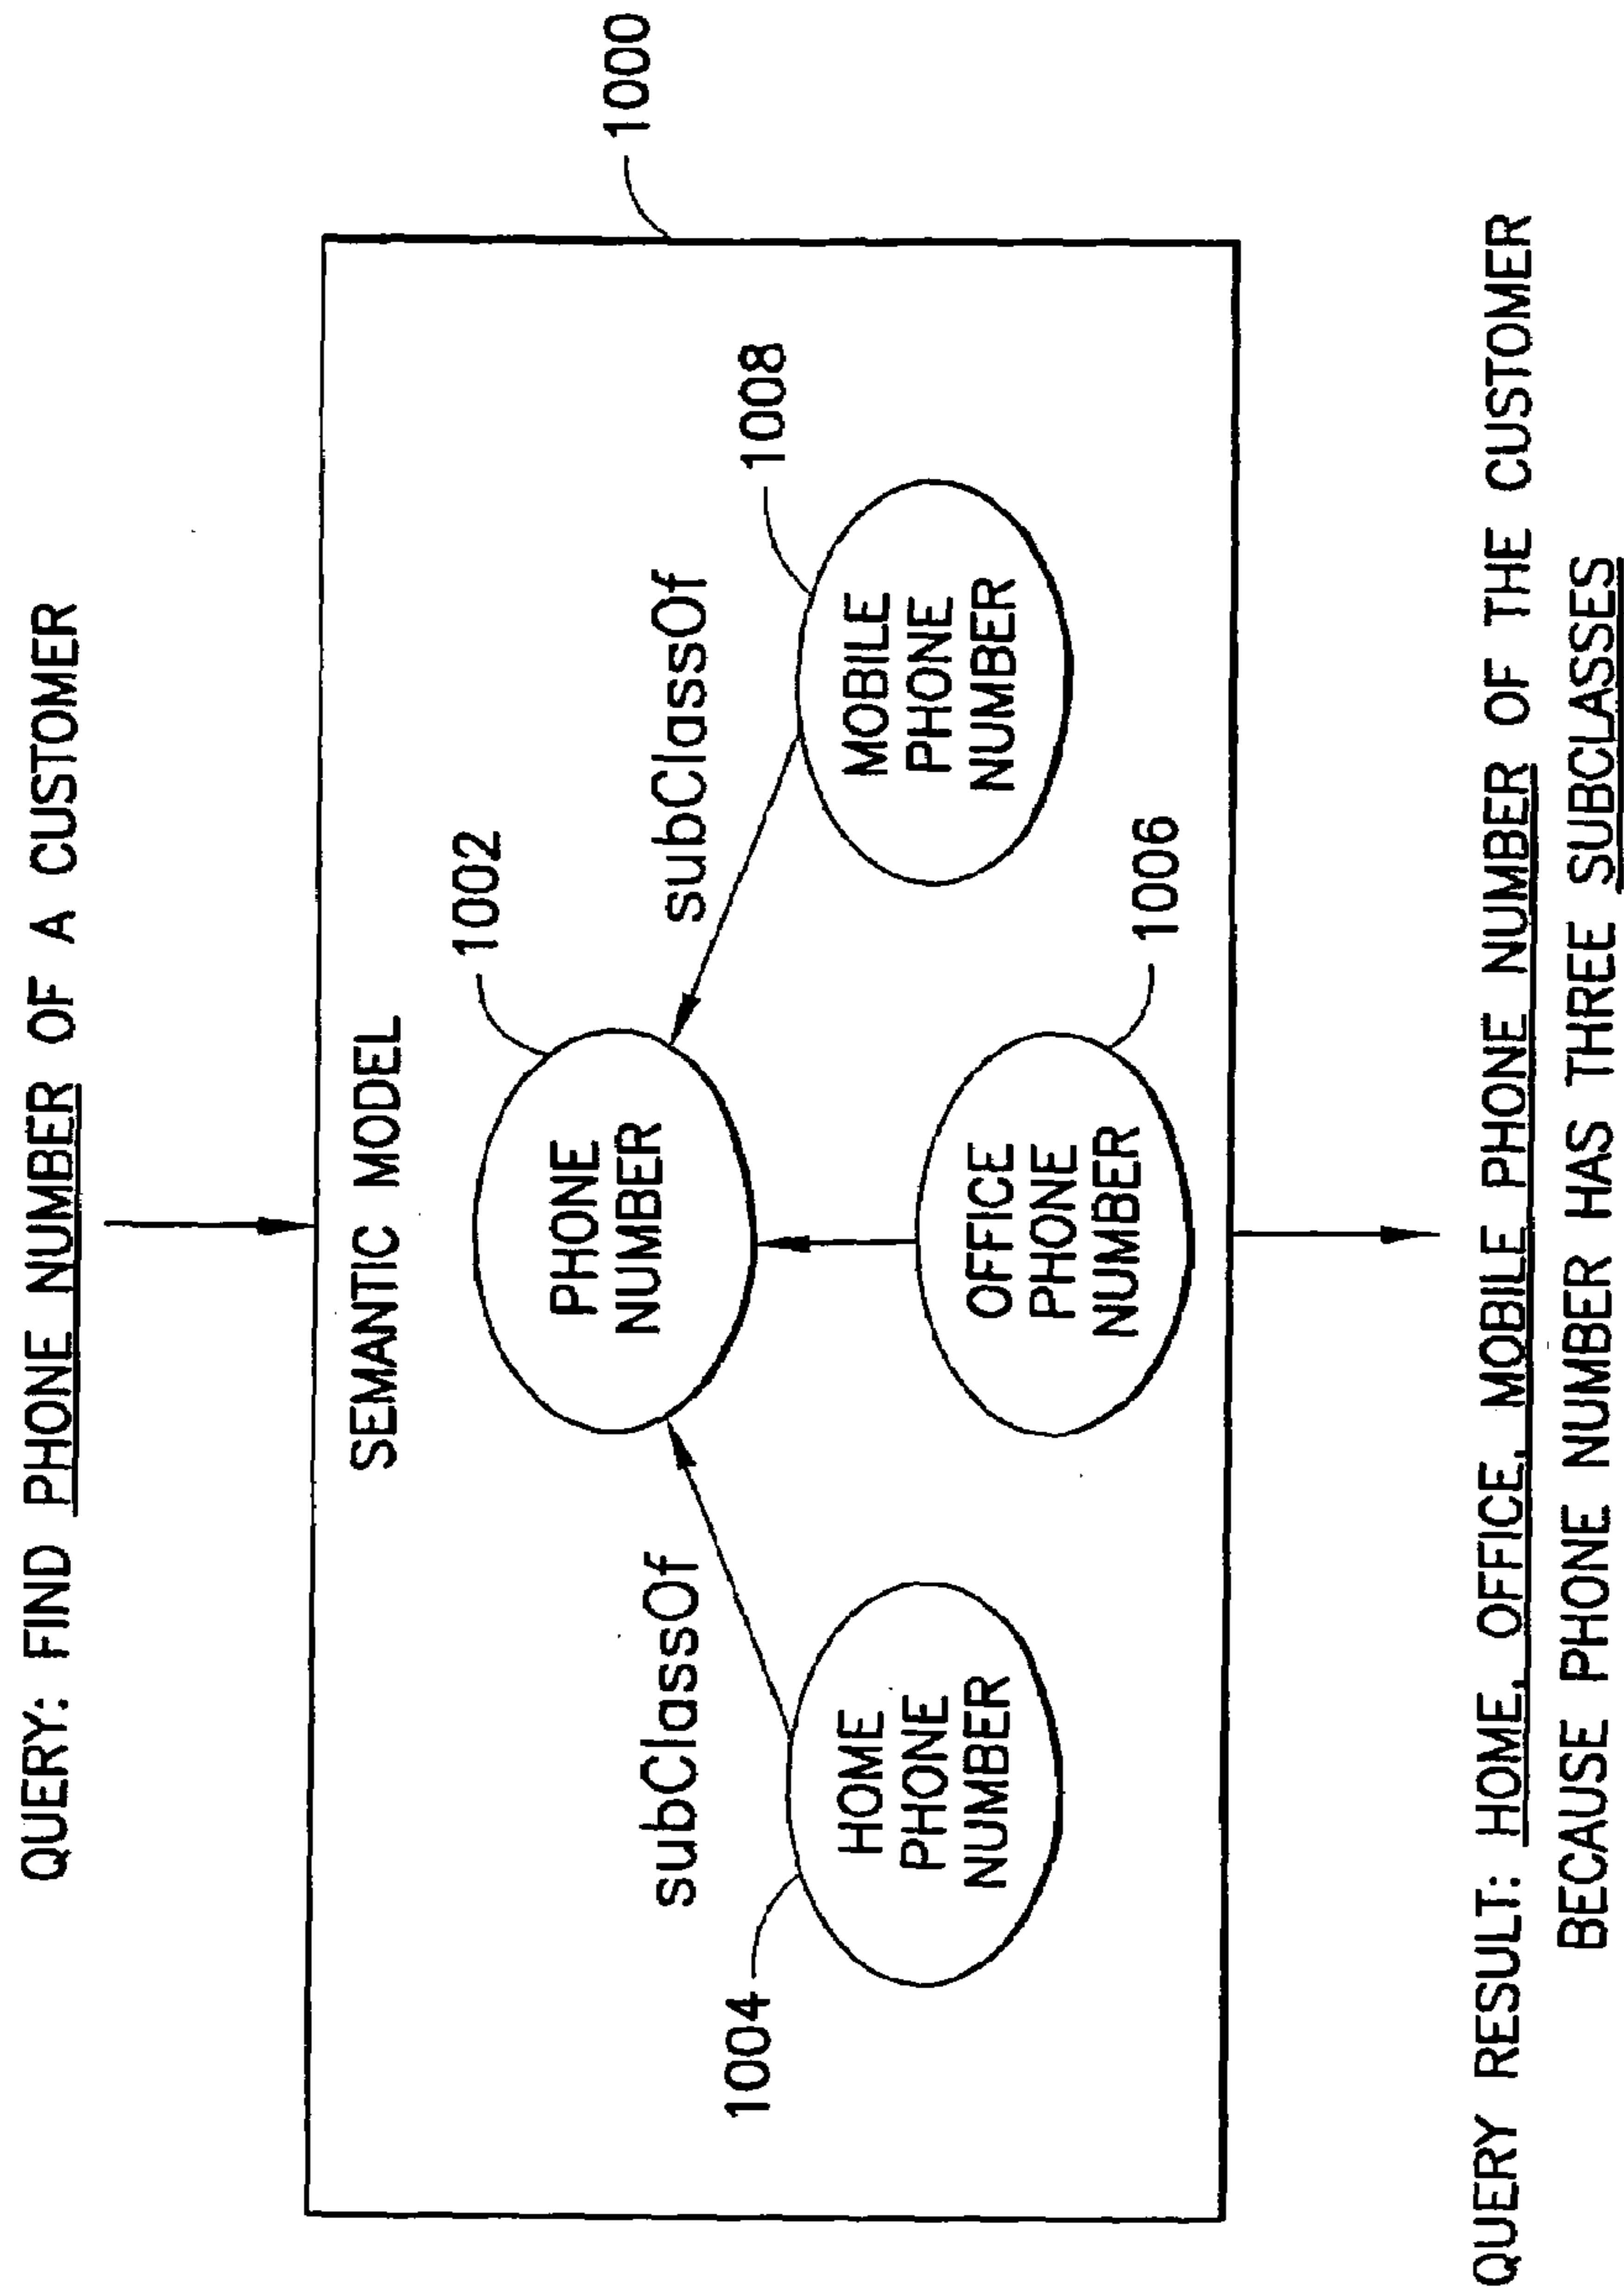 QUERY: FIND PHONE NUMBER OF A CUSTOMER
1000
SEMANTIC MODEL
1002
PHONE
NUMBER
subClassOf
subClassOf
1004
HOME
PHONE
NUMBER
OFFICE
PHONE
NUMBER
1006
MOBILE
PHONE
NUMBER
1008
QUERY RESULT: HOME, OFFICE, MOBILE PHONE NUMBER OF THE CUSTOMER
BECAUSE PHONE NUMBER HAS THREE SUBCLASSES